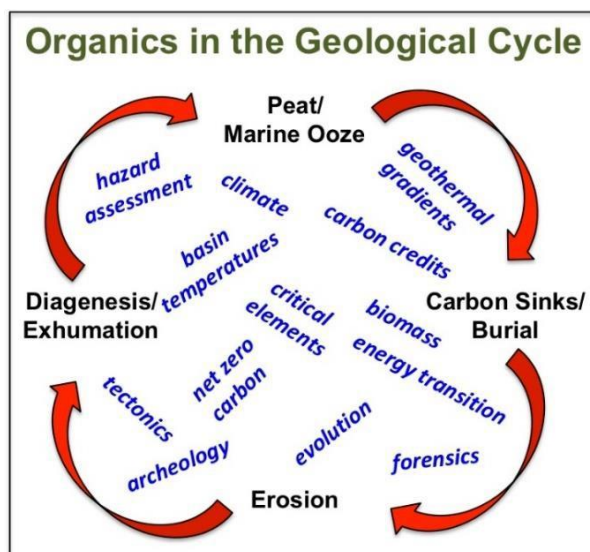 Organics in the Geological Cycle
Peat/
Marine Ooze
hazard
assessment
climate
geothermal
gradients
carbon credits
basin
temperatures
Diagenesis/
Exhumation
critical
elements
biomass
Carbon Sinks/
Burial
energy transition
net zero
carbon
tectonics
archeology
evolution
forensics
Erosion